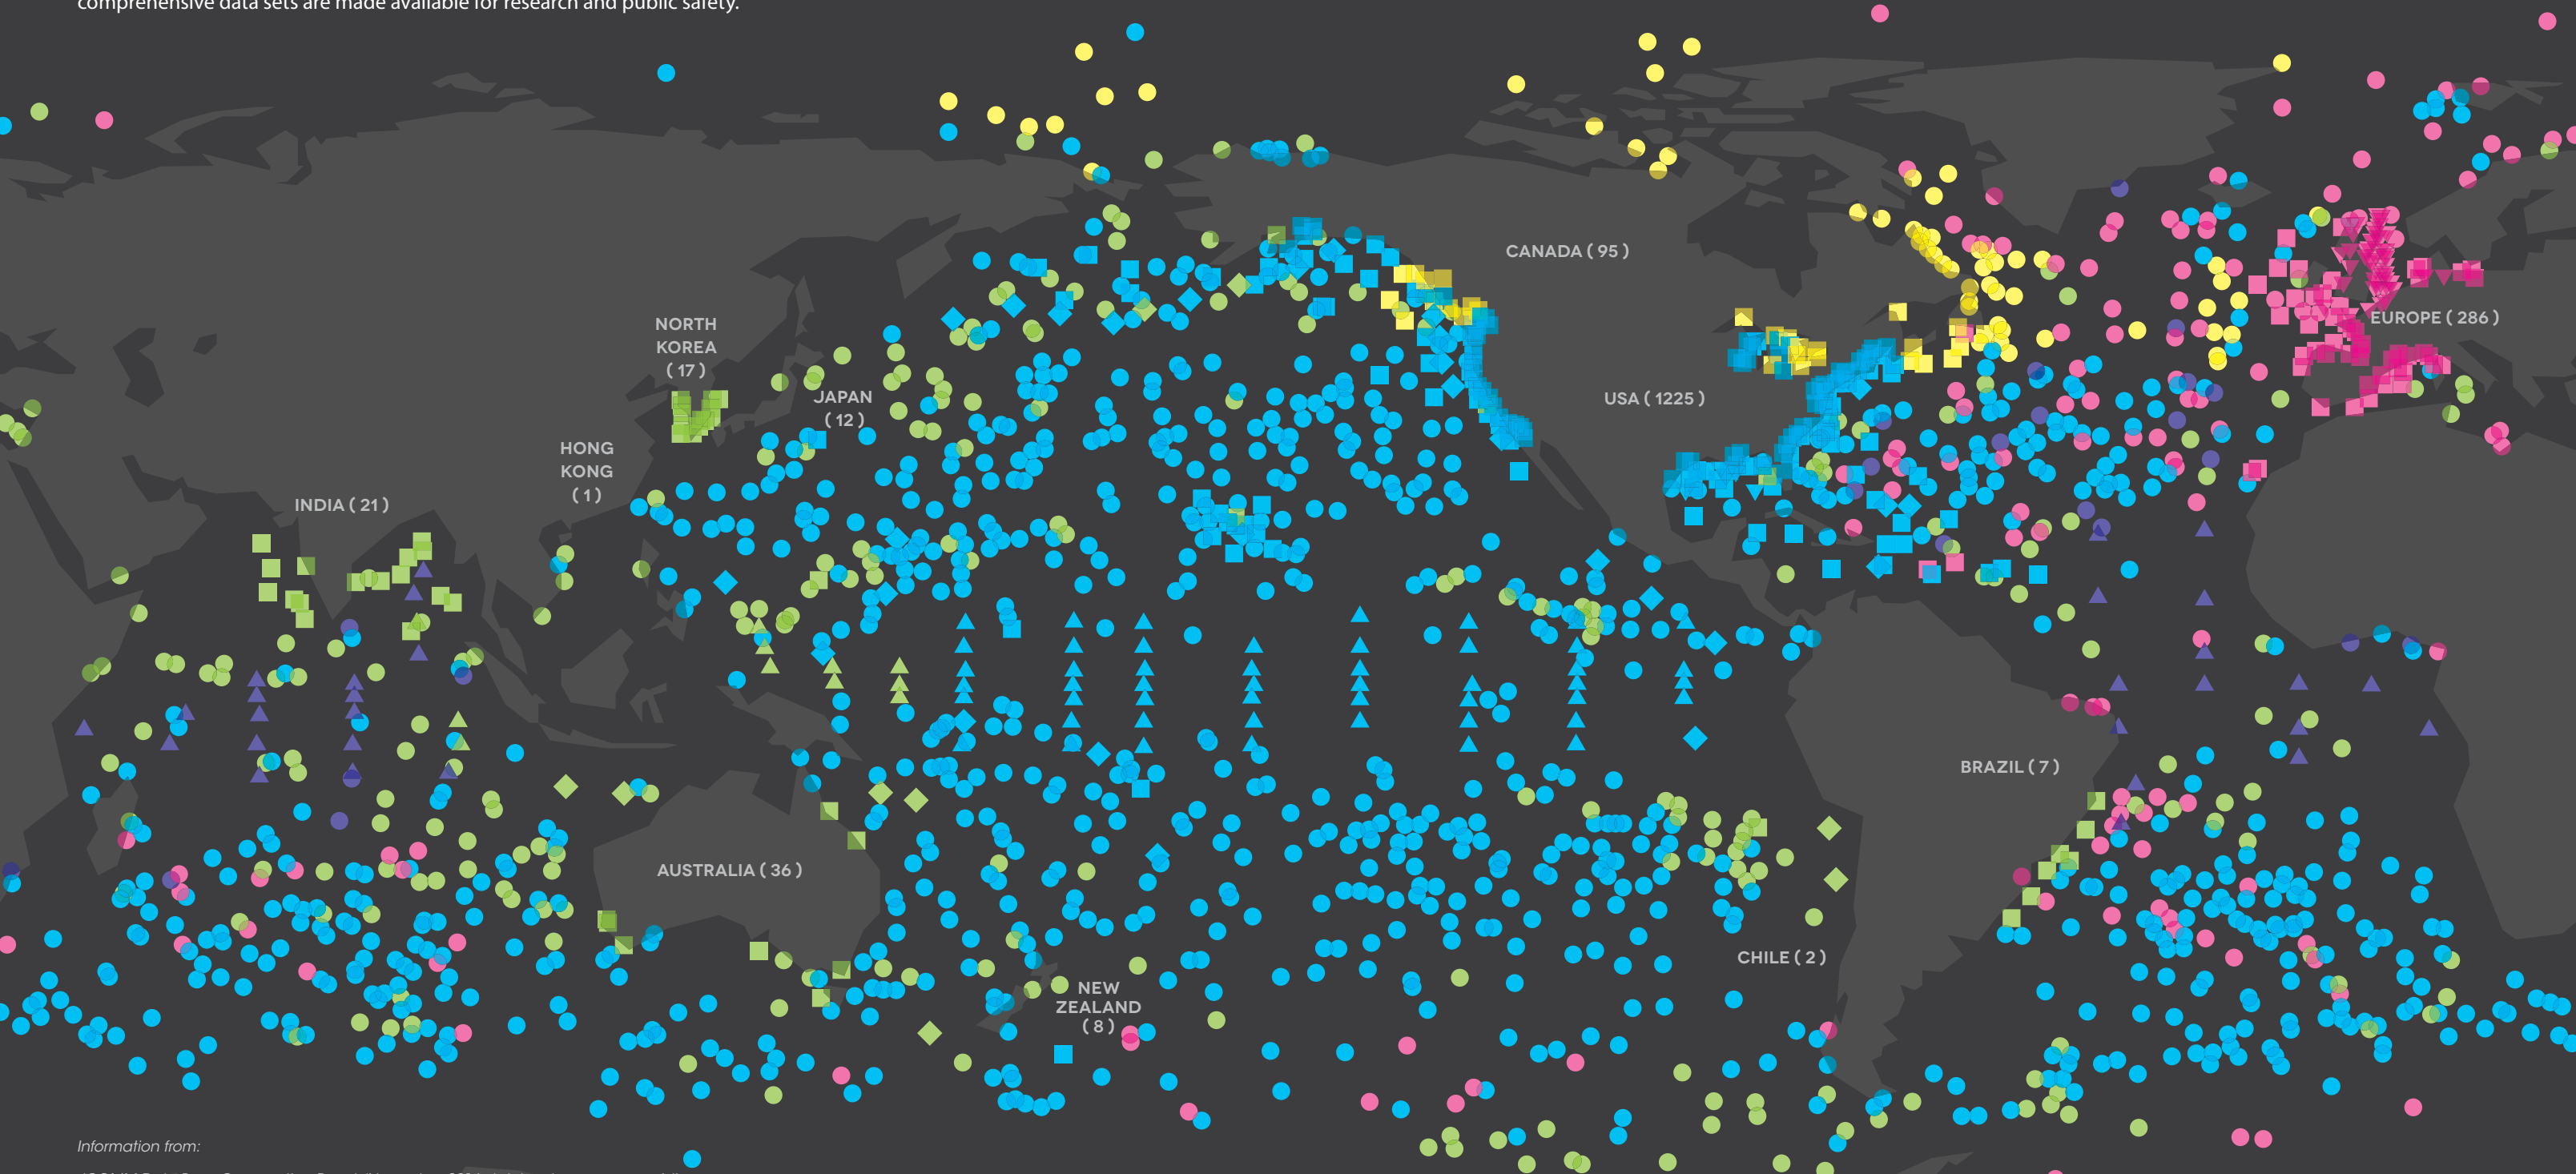 comprehensive data sets are made available for research and public safety.
CANADA ( 95 )
NORTH
KOREA
( 17 )
EUROPE ( 286 )
JAPAN
( 12 )
USA ( 1225 )
HONG
KONG
( 1 )
INDIA ( 21 )
BRAZIL ( 7 )
AUSTRALIA ( 36 )
CHILE ( 2 )
NEW
ZEALAND
( 8 )
Information from: